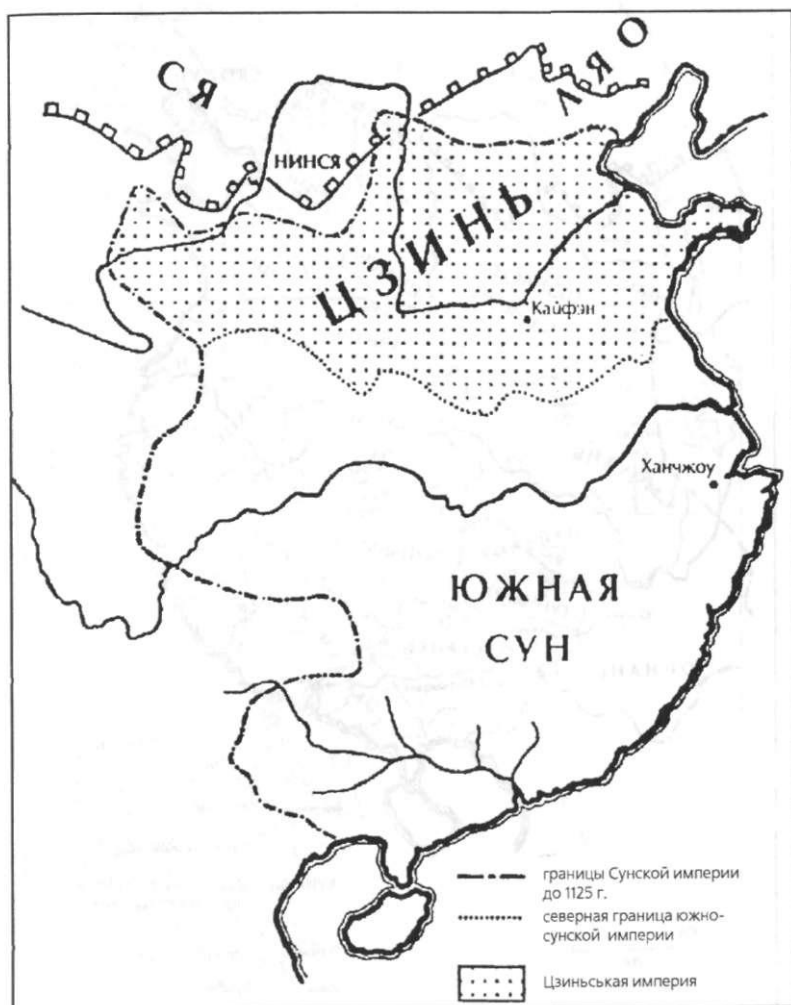 СЯ
ЛЯО
НИНСЯ
ЦЗИНЬ
Кайфэн
Ханчжоу
ЮЖНАЯ
СУН
границы Сунской империи
до 1125 г.
северная граница южно-
сунской империи
Цзиньськая империя